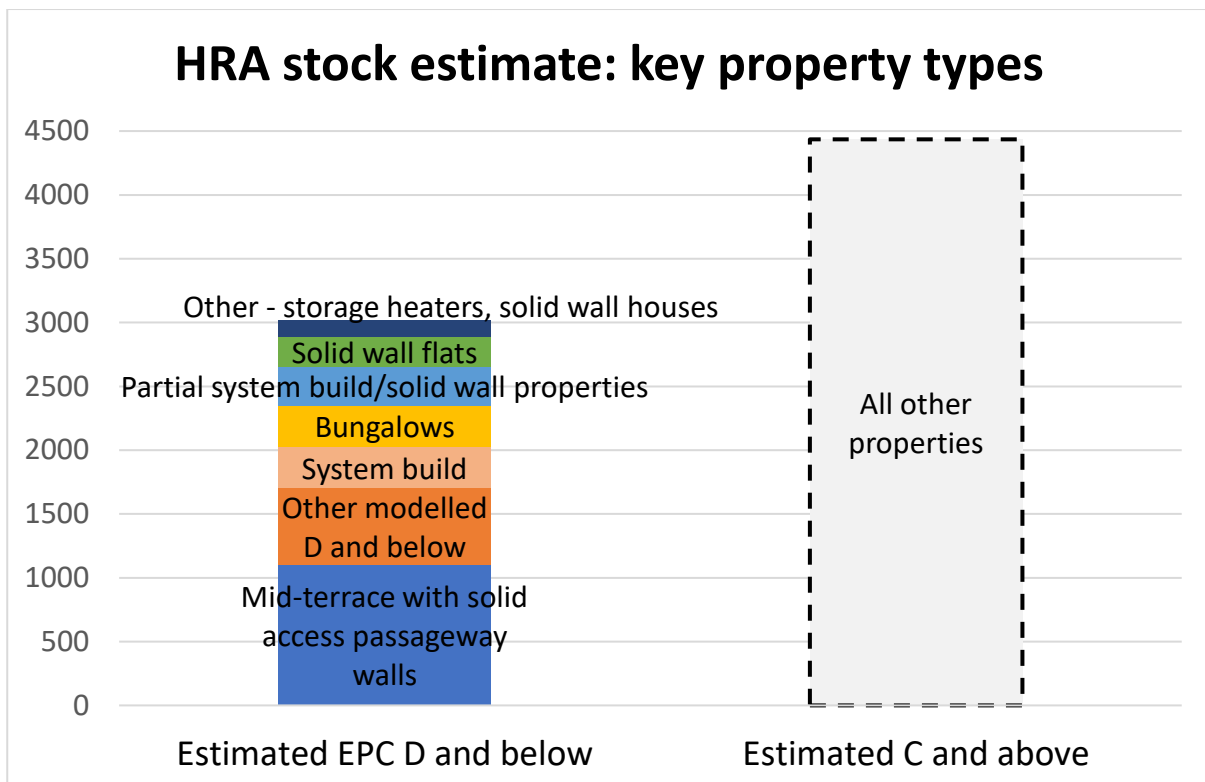 HRA stock estimate: key property types
4500
4000
3500
3000
2500
2000
1500
1000
500
0
Other - storage heaters, solid wall houses
Solid wall flats
Partial system build/solid wall properties
Bungalows
System build
Other modelled
D and below
Mid-terrace with solid
access passageway
walls
All other
properties
Estimated EPC D and below
Estimated C and above